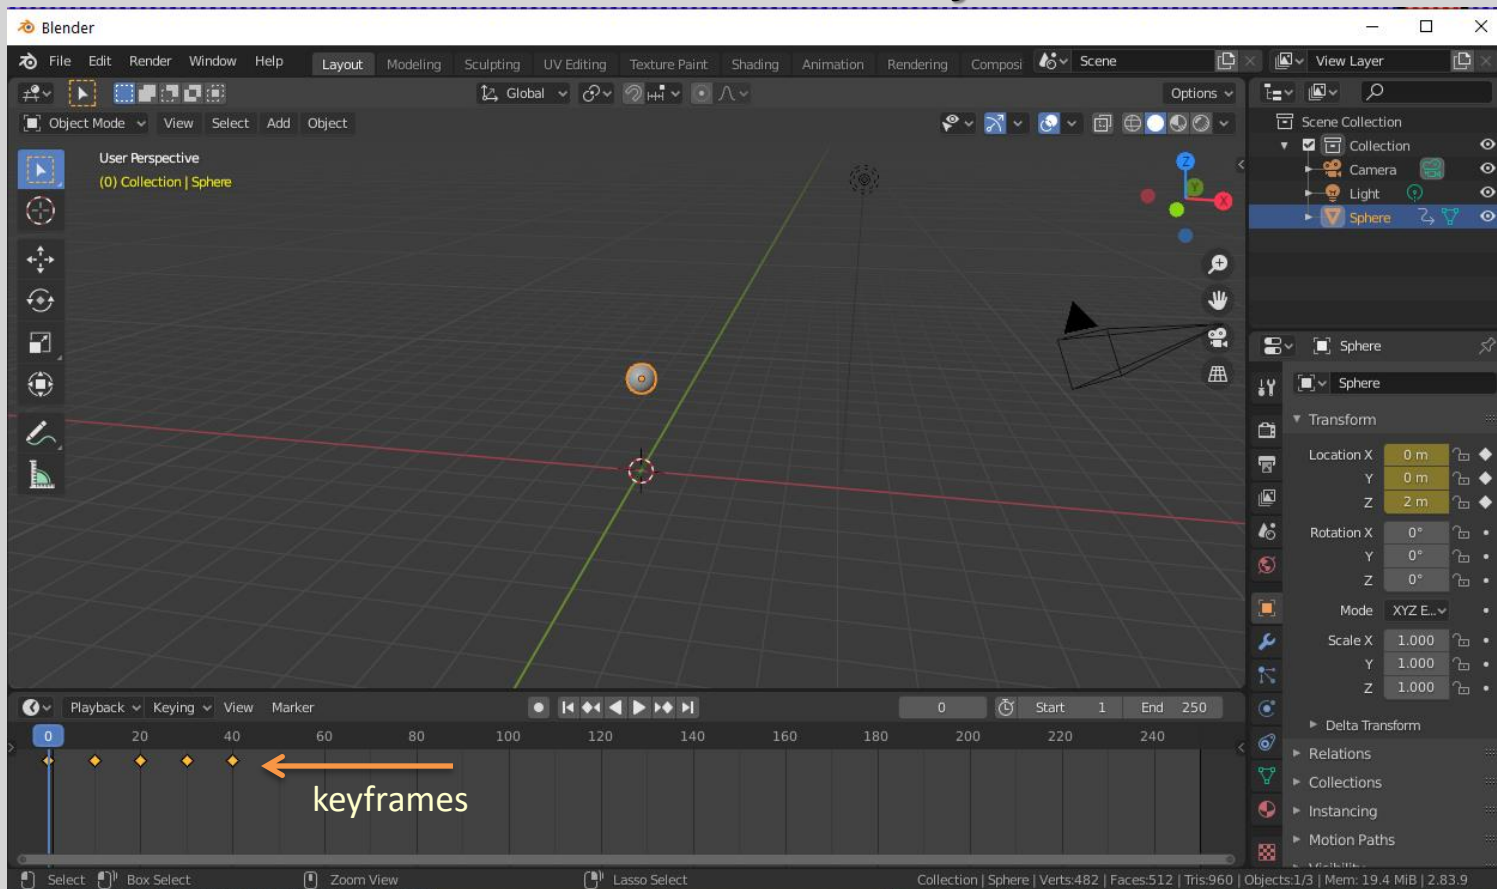 Blender
File Edit Render Window Help Layout Modeling Sculpting UV Editing Texture Paint Shading Animation Rendering Composi Scene View Layer
Global Options
Object Mode View Select Add Object
User Perspective
(0) Collection | Sphere
Z
Y
X
Scene Collection
Collection
Camera
Light
Sphere
Sphere
Sphere
Transform
Location X 0 m
Y 0 m
Z 2 m
Rotation X 0°
Y 0°
Z 0°
Mode XYZ E...
Scale X 1.000
Y 1.000
Z 1.000
Delta Transform
Relations
Collections
Instancing
Motion Paths
Playback Keying View Marker 0 Start 1 End 250
0 20 40 60 80 100 120 140 160 180 200 220 240
keyframes
Select Box Select Zoom View Lasso Select Collection | Sphere | Verts:482 | Faces:512 | Tris:960 | Objects:1/3 | Mem: 19.4 MiB | 2.83.9